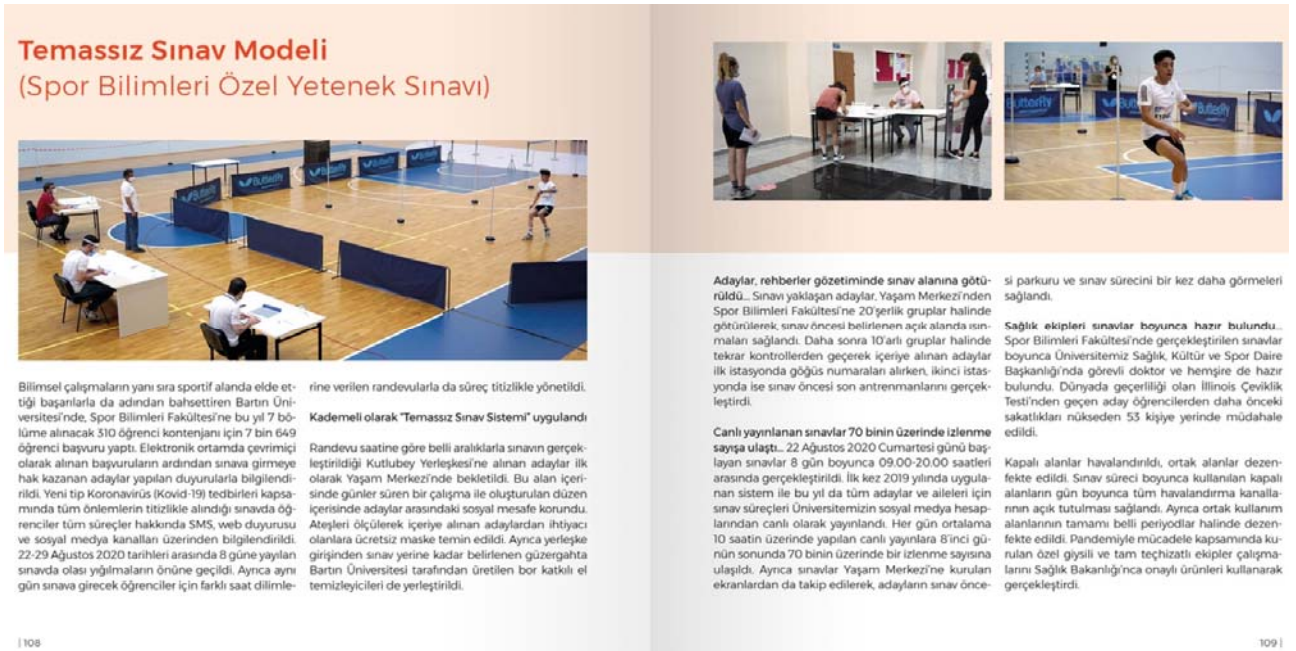 Temassız Sınav Modeli
(Spor Bilimleri Özel Yetenek Sınavı)
Butterfly
Butterfly
Butterfly
Butterfly
Bilimsel çalışmaların yanı sıra sportif alanda elde et-
tiği başarılarla da adından bahsettiren Bartın Üni-
versitesi'nde, Spor Bilimleri Fakültesi'ne bu yıl 7 bö-
lüme alınacak 310 öğrenci kontenjanı için 7 bin 649
öğrenci başvuru yaptı. Elektronik ortamda çevrimiçi
olarak alınan başvuruların ardından sınava girmeye
hak kazanan adaylar yapılan duyurularla bilgilendi-
rildi. Yeni tip Koronavirüs (Kovid-19) tedbirleri kapsa-
mında tüm önlemlerin titizlikle alındığı sınavda öğ-
renciler tüm süreçler hakkında SMS, web duyurusu
ve sosyal medya kanalları üzerinden bilgilendirildi.
22-29 Ağustos 2020 tarihleri arasında 8 güne yayılan
sınavda olası yığılmaların önüne geçildi. Ayrıca aynı
gün sınava girecek öğrenciler için farklı saat dilimle-
rine verilen randevularla da süreç titizlikle yönetildi.
Kademeli olarak "Temassız Sınav Sistemi" uygulandı
Randevu saatine göre belli aralıklarla sınavın gerçek-
leştirildiği Kutlubey Yerleşkesi'ne alınan adaylar ilk
olarak Yaşam Merkezi'nde bekletildi. Bu alan içeri-
sinde günler süren bir çalışma ile oluşturulan düzen
içerisinde adaylar arasındaki sosyal mesafe korundu.
Ateşleri ölçülerek içeriye alınan adaylardan ihtiyacı
olanlara ücretsiz maske temin edildi. Ayrıca yerleşke
girişinden sınav yerine kadar belirlenen güzergahta
Bartın Üniversitesi tarafından üretilen bor katkılı el
temizleyicileri de yerleştirildi.
| 108
Butterfly
Butterfly
Butterfly
Adaylar, rehberler gözetiminde sınav alanına götü-
rüldü... Sınavı yaklaşan adaylar, Yaşam Merkezi'nden
Spor Bilimleri Fakültesi'ne 20'şerlik gruplar halinde
götürülerek, sınav öncesi belirlenen açık alanda ısın-
maları sağlandı. Daha sonra 10'arlı gruplar halinde
tekrar kontrollerden geçerek içeriye alınan adaylar
ilk istasyonda göğüs numaraları alırken, ikinci istas-
yonda ise sınav öncesi son antrenmanlarını gerçek-
leştirdi.
Canlı yayınlanan sınavlar 70 binin üzerinde izlenme
sayışa ulaştı... 22 Ağustos 2020 Cumartesi günü baş-
layan sınavlar 8 gün boyunca 09.00-20.00 saatleri
arasında gerçekleştirildi. İlk kez 2019 yılında uygula-
nan sistem ile bu yıl da tüm adaylar ve aileleri için
sınav süreçleri Üniversitemizin sosyal medya hesap-
larından canlı olarak yayınlandı. Her gün ortalama
10 saatin üzerinde yapılan canlı yayınlara 8'inci gü-
nün sonunda 70 binin üzerinde bir izlenme sayısına
ulaşıldı. Ayrıca sınavlar Yaşam Merkezi'ne kurulan
ekranlardan da takip edilerek, adayların sınav önce-
si parkuru ve sınav sürecini bir kez daha görmeleri
sağlandı.
Sağlık ekipleri sınavlar boyunca hazır bulundu...
Spor Bilimleri Fakültesi'nde gerçekleştirilen sınavlar
boyunca Üniversitemiz Sağlık, Kültür ve Spor Daire
Başkanlığı'nda görevli doktor ve hemşire de hazır
bulundu. Dünyada geçerliliği olan İllinois Çeviklik
Testi'nden geçen aday öğrencilerden daha önceki
sakatlıkları nükseden 53 kişiye yerinde müdahale
edildi.
Kapalı alanlar havalandırıldı, ortak alanlar dezen-
fekte edildi. Sınav süreci boyunca kullanılan kapalı
alanların gün boyunca tüm havalandırma kanalla-
rının açık tutulması sağlandı. Ayrıca ortak kullanım
alanlarının tamamı belli periyodlar halinde dezen-
fekte edildi. Pandemiyle mücadele kapsamında ku-
rulan özel giysili ve tam teçhizatlı ekipler çalışma-
larını Sağlık Bakanlığı'nca onaylı ürünleri kullanarak
gerçekleştirdi.
109 |